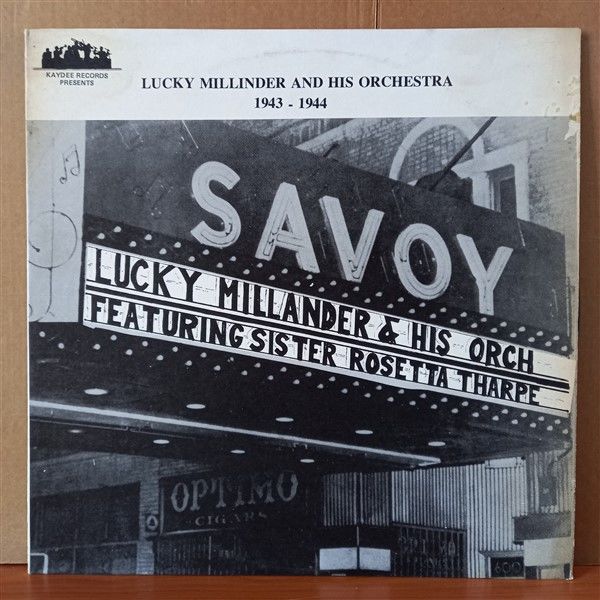 KAYDEE RECORDS
PRESENTS
LUCKY MILLINDER AND HIS ORCHESTRA
1943 - 1944
SAVOY
LUCKY MILLANDER & HIS ORCH
FEATURING SISTER ROSETTA THARPE
OPTIMO
CIGARS
600